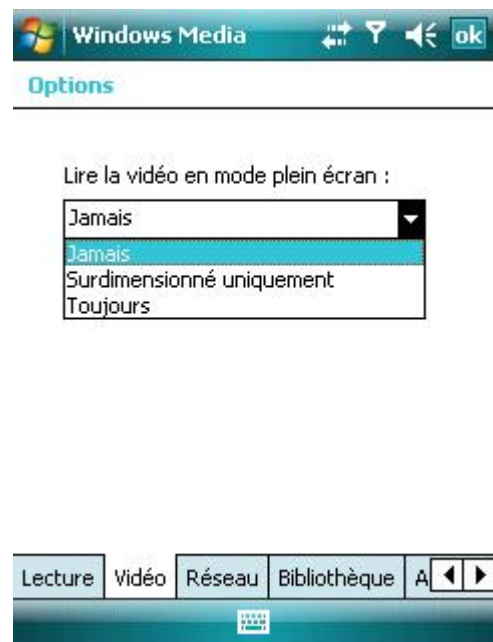 Windows Media
ok
Options
Lire la vidéo en mode plein écran :
Jamais
Jamais
Surdimensionné uniquement
Toujours
Lecture Vidéo Réseau Bibliothèque A